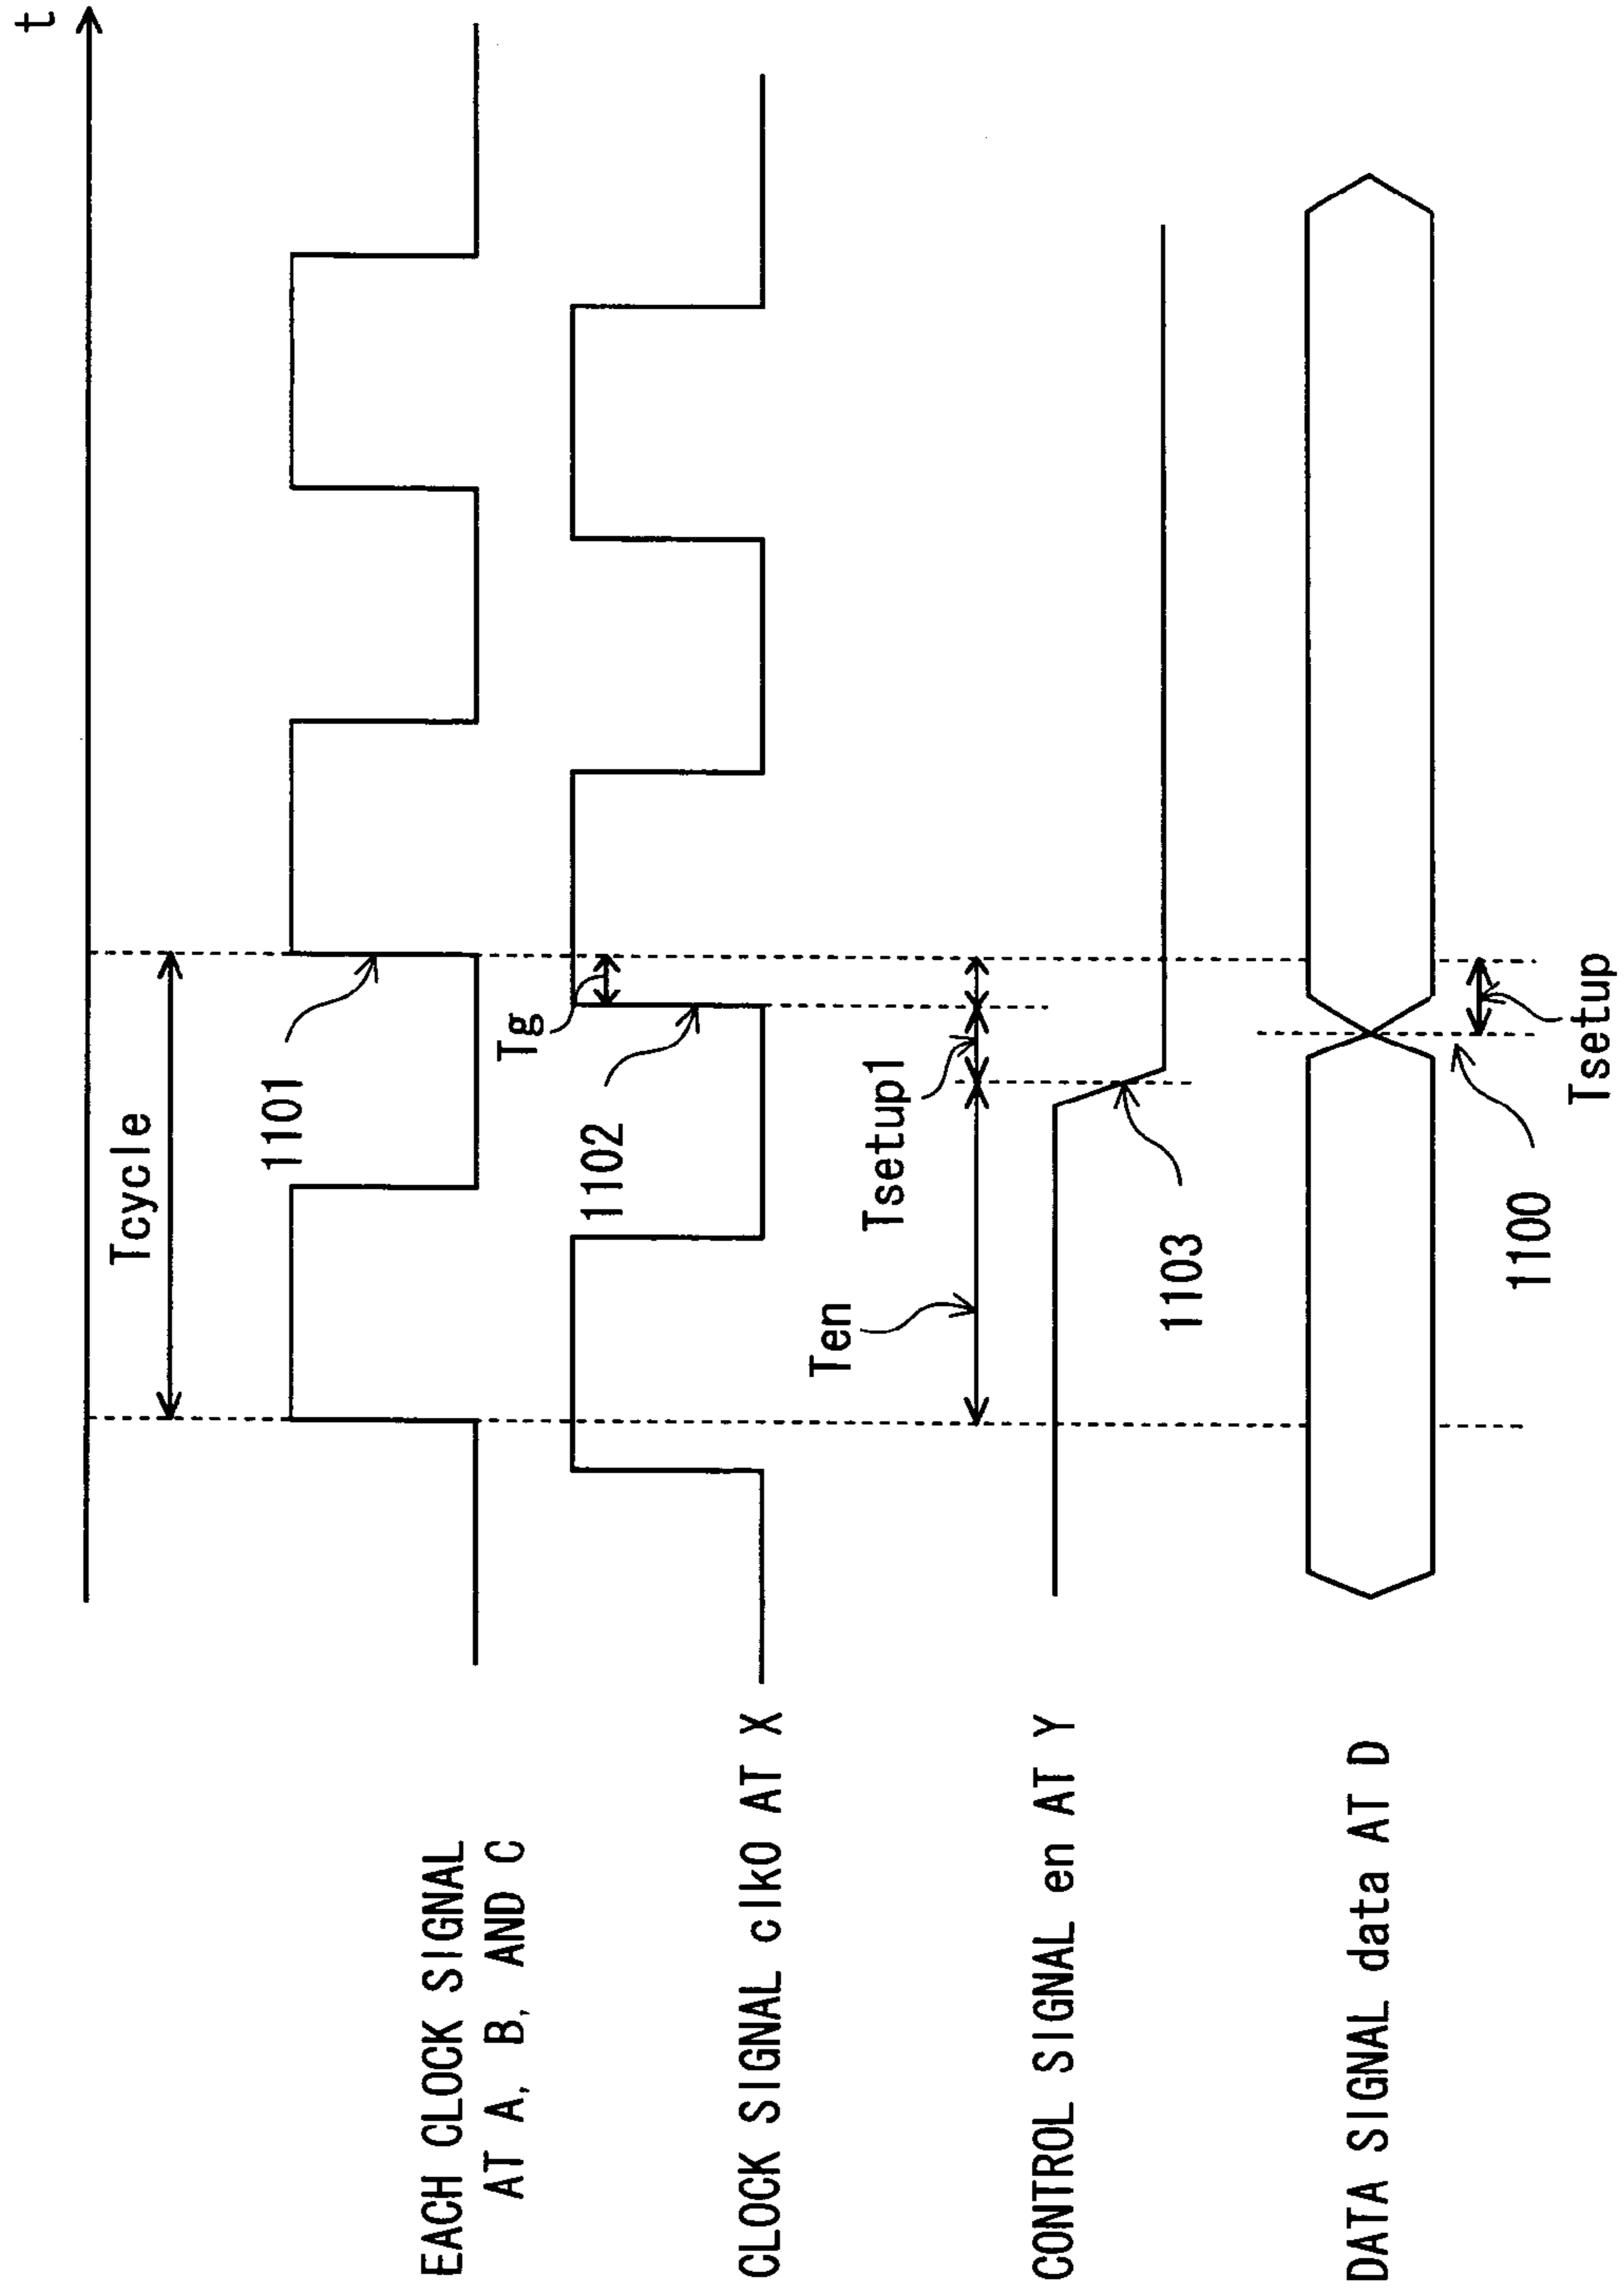 t
Tcycle
EACH CLOCK SIGNAL
AT A, B, AND C
1101
Tg
CLOCK SIGNAL clk0 AT X
1102
Tsetup1
Ten
CONTROL SIGNAL en AT Y
1103
DATA SIGNAL data AT D
1100
Tsetup